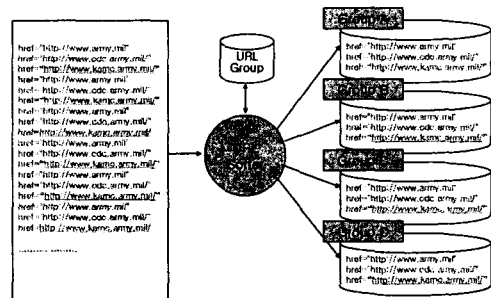 href="http://www.army.mil"
href="http://www.cdc.army.mil/"
href="http://www.kamc.army.mil/"
href="http://www.army.mil"
href="http://www.cdc.army.mil/"
href="http://www.kamc.army.mil/"
href="http://www.army.mil"
href="http://www.cdc.army.mil/"
href=http://www.kamc.army.mil/
href="http://www.army.mil"
href="http://www.cdc.army.mil/"
href="http://www.kamc.army.mil/"
href="http://www.army.mil"
href="http://www.cdc.army.mil/"
href="http://www.kamc.army.mil/"
href="http://www.army.mil"
href="http://www.cdc.army.mil/"
href=http://www.kamc.army.mil/
URL
Group
Group
href="http://www.army.mil"
href="http://www.cdc.army.mil/"
href="http://www.kamc.army.mil/"
Group
href="http://www.army.mil"
href="http://www.cdc.army.mil/"
href="http://www.kamc.army.mil/"
Group
href="http://www.army.mil"
href="http://www.cdc.army.mil/"
href="http://www.kamc.army.mil/"
Group
href="http://www.army.mil"
href="http://www.cdc.army.mil/"
href="http://www.kamc.army.mil/"